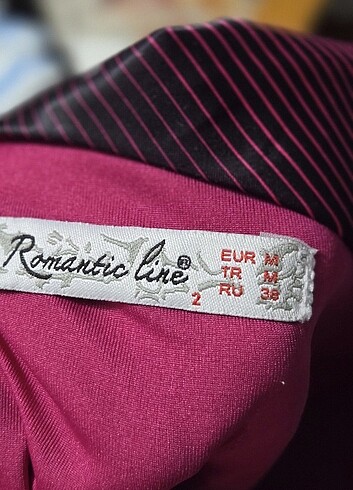 Romantic line®
EUR M
TR M
RU 38
2